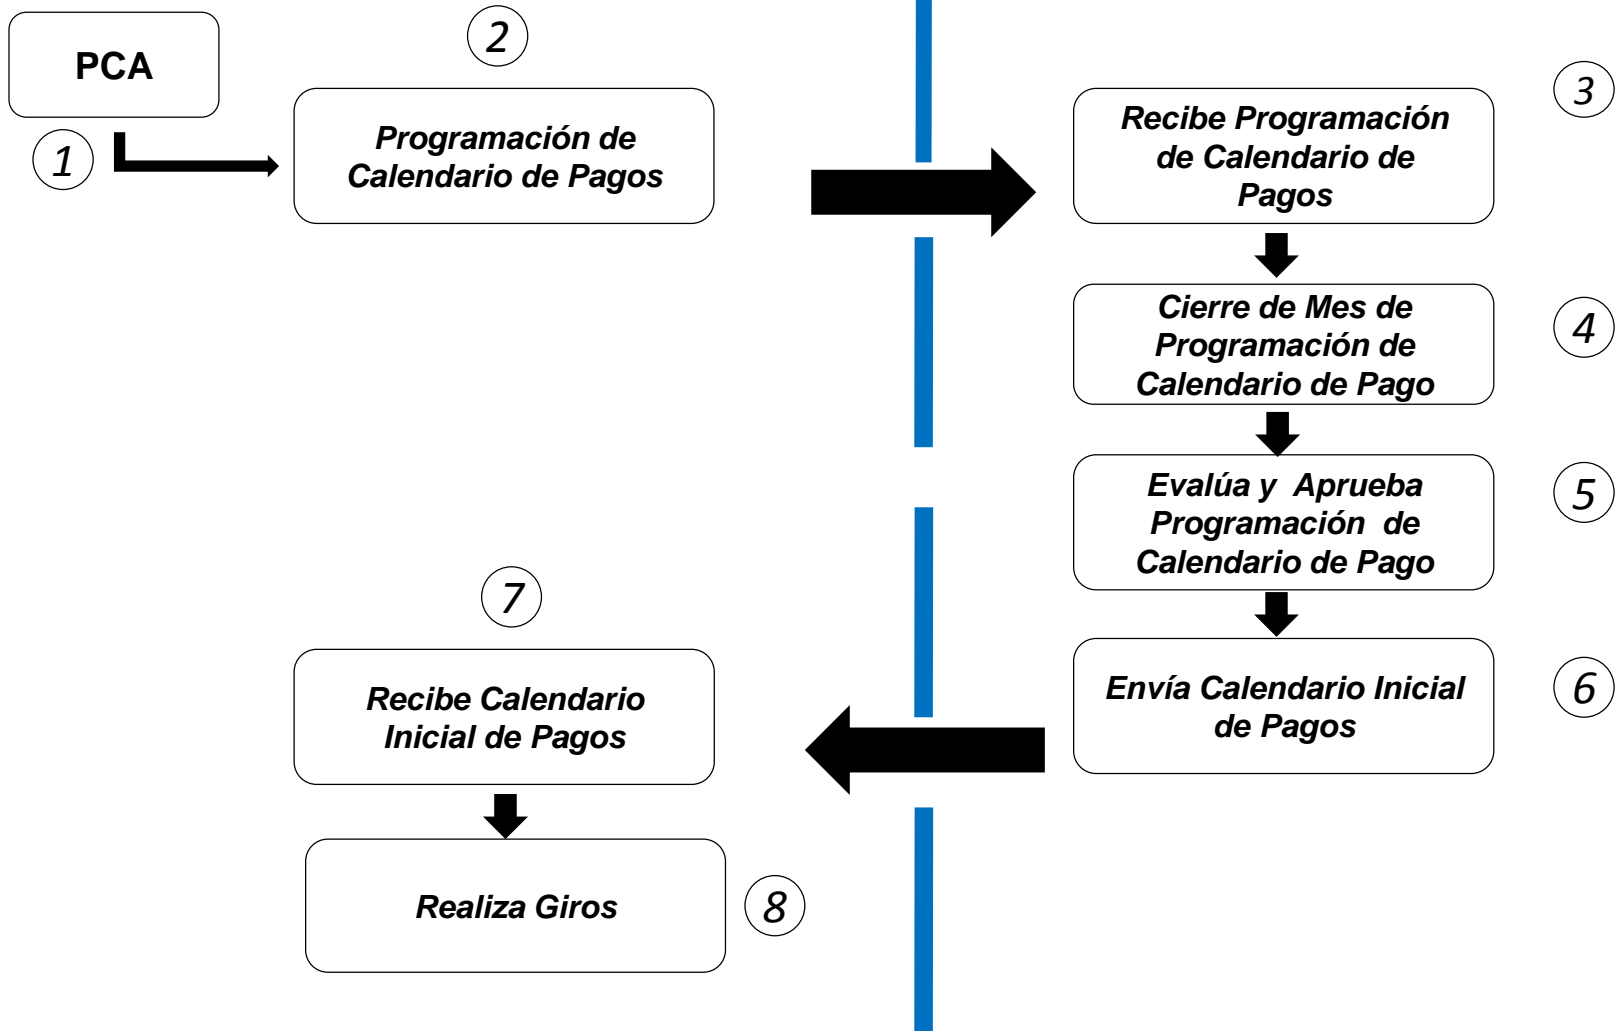 PCA
1
2
Programación de
Calendario de Pagos
3
Recibe Programación
de Calendario de
Pagos
4
Cierre de Mes de
Programación de
Calendario de Pago
5
Evalúa y  Aprueba
Programación  de
Calendario de Pago
6
Envía Calendario Inicial
de Pagos
7
Recibe Calendario
Inicial de Pagos
8
Realiza Giros